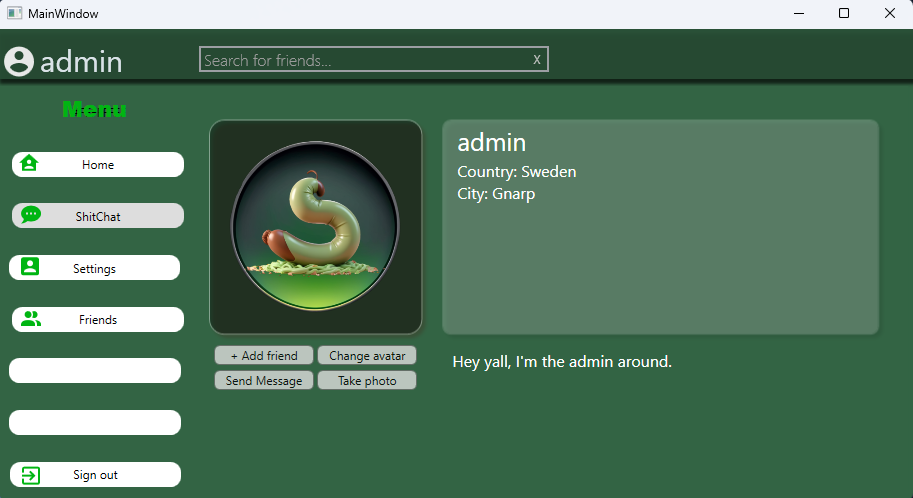 MainWindow
admin
Search for friends...
x
Menu
Home
ShitChat
Settings
Friends
Sign out
+ Add friend
Change avatar
Send Message
Take photo
admin
Country: Sweden
City: Gnarp
Hey yall, I'm the admin around.